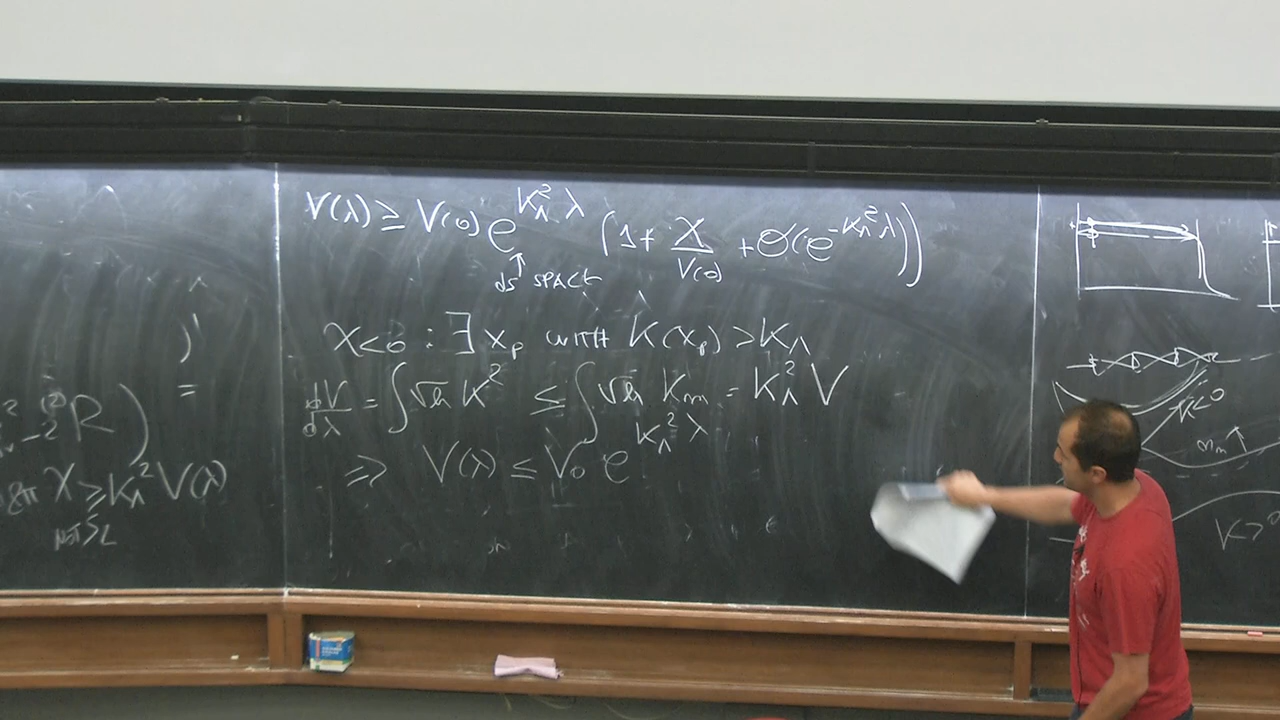 V(λ) ≥ V(0) e^{K_Λ^2 λ} (1 + χ/V(0) + O(e^{-K_Λ^2 λ}))
dS SPACE
χ<0 : ∃ x_p WITH K(x_p) > K_Λ
dV/dλ = ∫ √h K^2 ≤ ∫ √h K_m = K_Λ^2 V
⇒ V(λ) ≤ V_0 e^{K_Λ^2 λ}
)'
=
R )
8π χ ≥ K_Λ^2 V(λ)
K<0
K>0